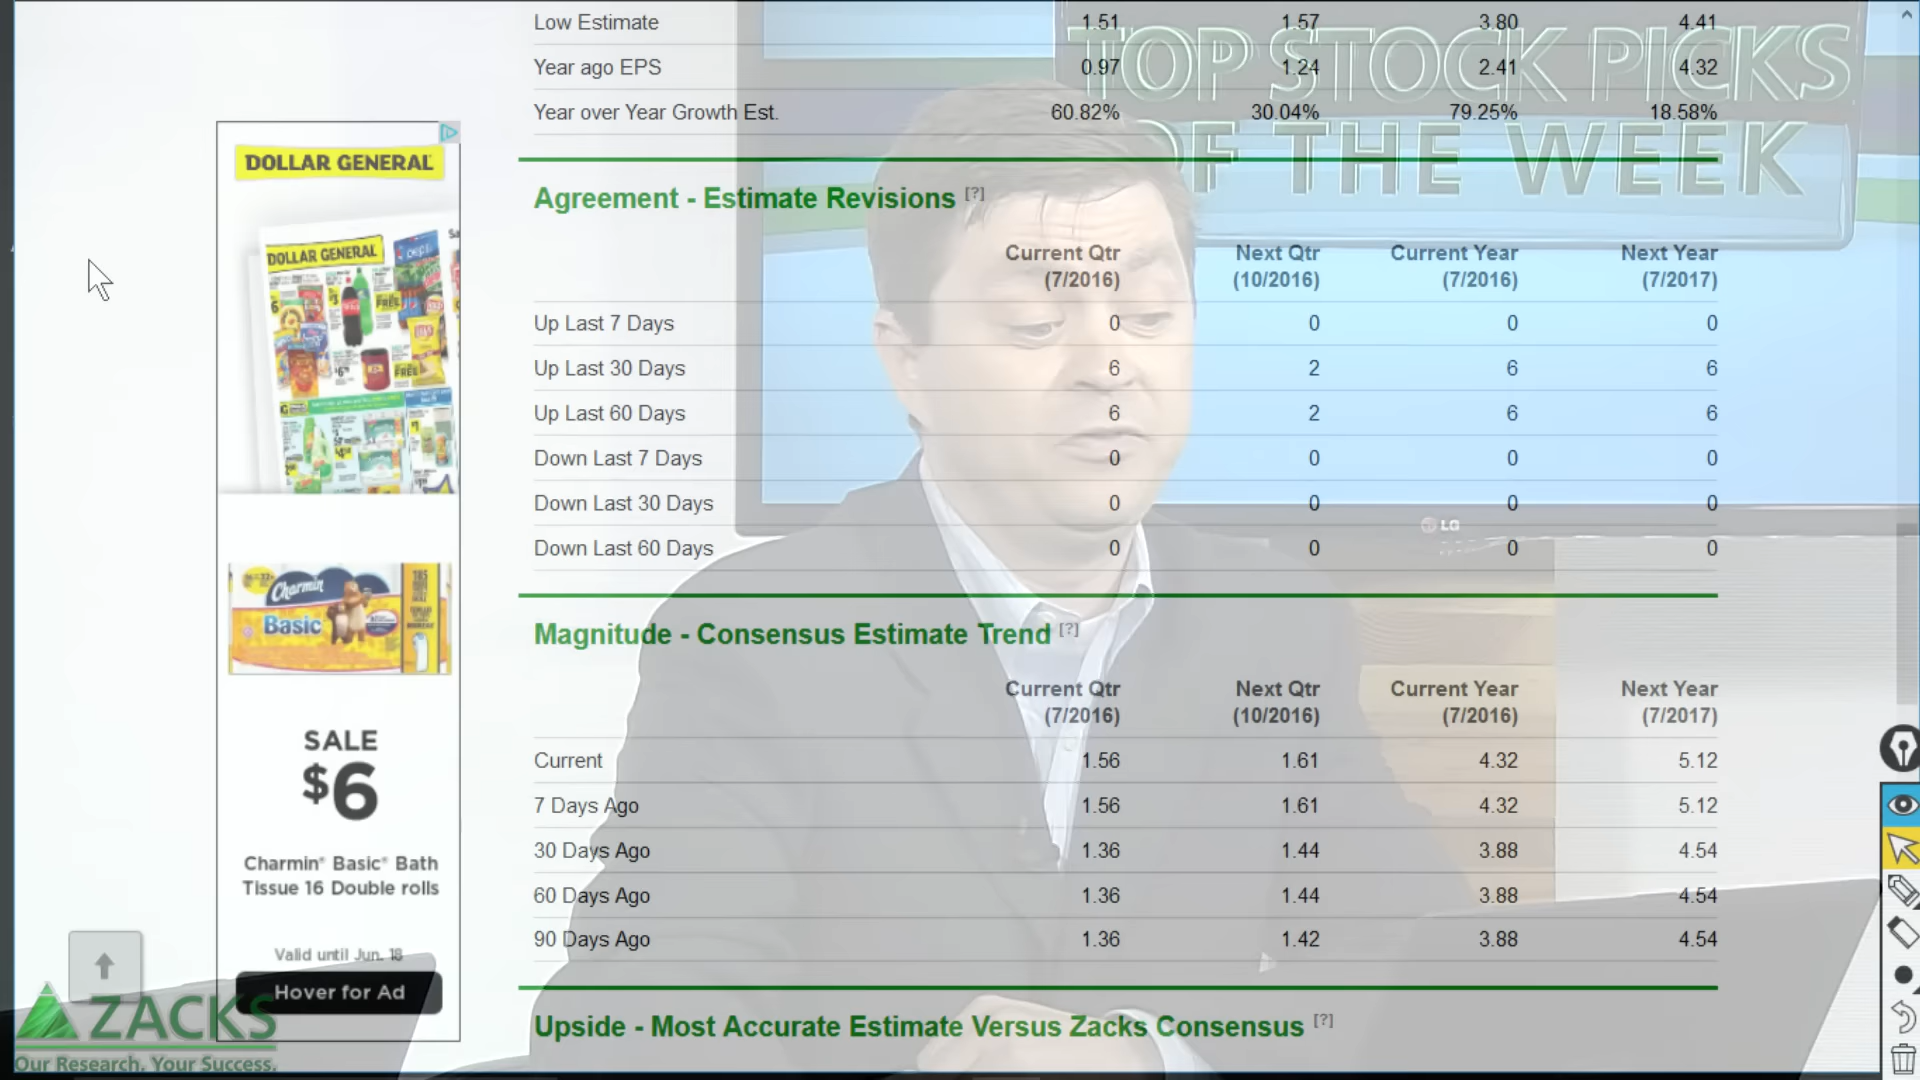 Low Estimate 1.51 1.57 3.80 4.41
Year ago EPS 0.97 1.24 2.41 4.32
Year over Year Growth Est. 60.82% 30.04% 79.25% 18.58%
TOP STOCK PICKS
OF THE WEEK
DOLLAR GENERAL
DOLLAR GENERAL
pepsi
FREE
FREE
Agreement - Estimate Revisions [?]
Current Qtr Next Qtr Current Year Next Year
(7/2016) (10/2016) (7/2016) (7/2017)
Up Last 7 Days 0 0 0 0
Up Last 30 Days 6 2 6 6
Up Last 60 Days 6 2 6 6
Down Last 7 Days 0 0 0 0
Down Last 30 Days 0 0 0 0
Down Last 60 Days 0 0 0 0
LG
Magnitude - Consensus Estimate Trend [?]
Current Qtr Next Qtr Current Year Next Year
(7/2016) (10/2016) (7/2016) (7/2017)
Current 1.56 1.61 4.32 5.12
7 Days Ago 1.56 1.61 4.32 5.12
30 Days Ago 1.36 1.44 3.88 4.54
60 Days Ago 1.36 1.44 3.88 4.54
90 Days Ago 1.36 1.42 3.88 4.54
Upside - Most Accurate Estimate Versus Zacks Consensus [?]
Charmin
Basic
SALE
$6
Charmin® Basic® Bath
Tissue 16 Double rolls
Valid until Jun. 18
Hover for Ad
ZACKS
Our Research. Your Success.